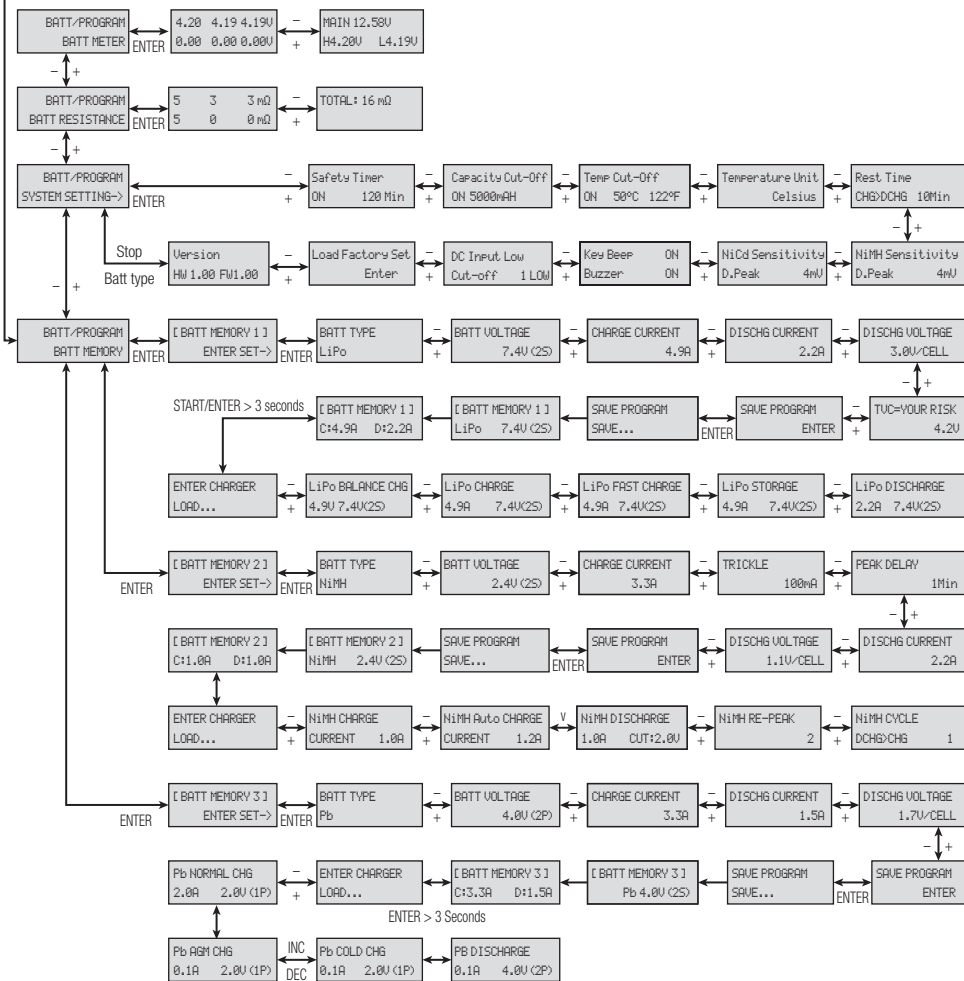 BATT/PROGRAM
BATT METER
ENTER
4.20 4.19 4.19V
0.00 0.00 0.00V
–
+
MAIN 12.58V
H4.20V L4.19V
– +
BATT/PROGRAM
BATT RESISTANCE
ENTER
5 3 3 mΩ
5 0 0 mΩ
–
+
TOTAL: 16 mΩ
– +
BATT/PROGRAM
SYSTEM SETTING->
ENTER
–
+
Safety Timer
ON 120 Min
–
+
Capacity Cut-Off
ON 5000mAH
–
+
Temp Cut-Off
ON 50°C 122°F
–
+
Temperature Unit
Celsius
–
+
Rest Time
CHG>DCHG 10Min
– +
Stop
Batt type
Version
HW 1.00 FW1.00
–
+
Load Factory Set
Enter
–
+
DC Input Low
Cut-off 1 LOW
–
+
Key Beep ON
Buzzer ON
–
+
NiCd Sensitivity
D.Peak 4mV
–
+
NiMH Sensitivity
D.Peak 4mV
– +
BATT/PROGRAM
BATT MEMORY
ENTER
[ BATT MEMORY 1 ]
ENTER SET->
ENTER
BATT TYPE
LiPo
–
+
BATT VOLTAGE
7.4V (2S)
–
+
CHARGE CURRENT
4.9A
–
+
DISCHG CURRENT
2.2A
–
+
DISCHG VOLTAGE
3.0V/CELL
– +
START/ENTER > 3 seconds
[ BATT MEMORY 1 ]
C:4.9A D:2.2A
[ BATT MEMORY 1 ]
LiPo 7.4V (2S)
SAVE PROGRAM
SAVE...
ENTER
SAVE PROGRAM
ENTER
–
+
TVC=YOUR RISK
4.2V
ENTER CHARGER
LOAD...
–
+
LiPo BALANCE CHG
4.9V 7.4V(2S)
–
+
LiPo CHARGE
4.9A 7.4V(2S)
–
+
LiPo FAST CHARGE
4.9A 7.4V(2S)
–
+
LiPo STORAGE
4.9A 7.4V(2S)
–
+
LiPo DISCHARGE
2.2A 7.4V(2S)
ENTER
[ BATT MEMORY 2 ]
ENTER SET->
ENTER
BATT TYPE
NiMH
–
+
BATT VOLTAGE
2.4V (2S)
–
+
CHARGE CURRENT
3.3A
–
+
TRICKLE
100mA
–
+
PEAK DELAY
1Min
– +
[ BATT MEMORY 2 ]
C:1.0A D:1.0A
[ BATT MEMORY 2 ]
NiMH 2.4V (2S)
SAVE PROGRAM
SAVE...
ENTER
SAVE PROGRAM
ENTER
–
+
DISCHG VOLTAGE
1.1V/CELL
–
+
DISCHG CURRENT
2.2A
ENTER CHARGER
LOAD...
–
+
NiMH CHARGE
CURRENT 1.0A
–
+
NiMH Auto CHARGE
CURRENT 1.2A
v
+
NiMH DISCHARGE
1.0A CUT:2.0V
–
+
NiMH RE-PEAK
2
–
+
NiMH CYCLE
DCHG>CHG 1
ENTER
[ BATT MEMORY 3 ]
ENTER SET->
ENTER
BATT TYPE
Pb
–
+
BATT VOLTAGE
4.0V (2P)
–
+
CHARGE CURRENT
3.3A
–
+
DISCHG CURRENT
1.5A
–
+
DISCHG VOLTAGE
1.7V/CELL
– +
Pb NORMAL CHG
2.0A 2.0V (1P)
–
+
ENTER CHARGER
LOAD...
[ BATT MEMORY 3 ]
C:3.3A D:1.5A
[ BATT MEMORY 3 ]
Pb 4.0V (2S)
SAVE PROGRAM
SAVE...
ENTER
SAVE PROGRAM
ENTER
ENTER > 3 Seconds
Pb AGM CHG
0.1A 2.0V (1P)
INC
DEC
Pb COLD CHG
0.1A 2.0V (1P)
PB DISCHARGE
0.1A 4.0V (2P)